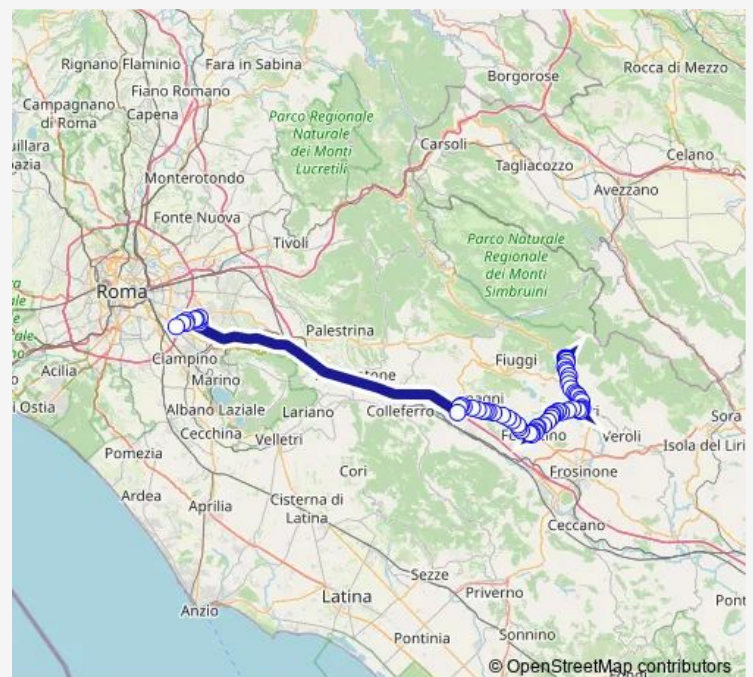 Rignano Flaminio
Fara in Sabina
Rocca di Mezzo
Borgorose
Fiano Romano
Campagnano
di Roma
Capena
Parco Regionale
Naturale
dei Monti
Lucretili
Carsoli
Celano
Tagliacozzo
Monterotondo
Avezzano
Fonte Nuova
Tivoli
Parco Naturale
Regionale
dei Monti
Simbruini
Roma
Palestrina
Ciampino
Fiuggi
Acilia
Marino
Ostia
Albano Laziale
Lariano
Colleferro
Sora
Cecchina
Velletri
Veroli
Isola del Liri
Pomezia
Cori
Frosinone
Ardea
Aprilia
Cisterna di
Latina
Ceccano
Sezze
Anzio
Latina
Priverno
Pontinia
Sonnino
© OpenStreetMap contributors